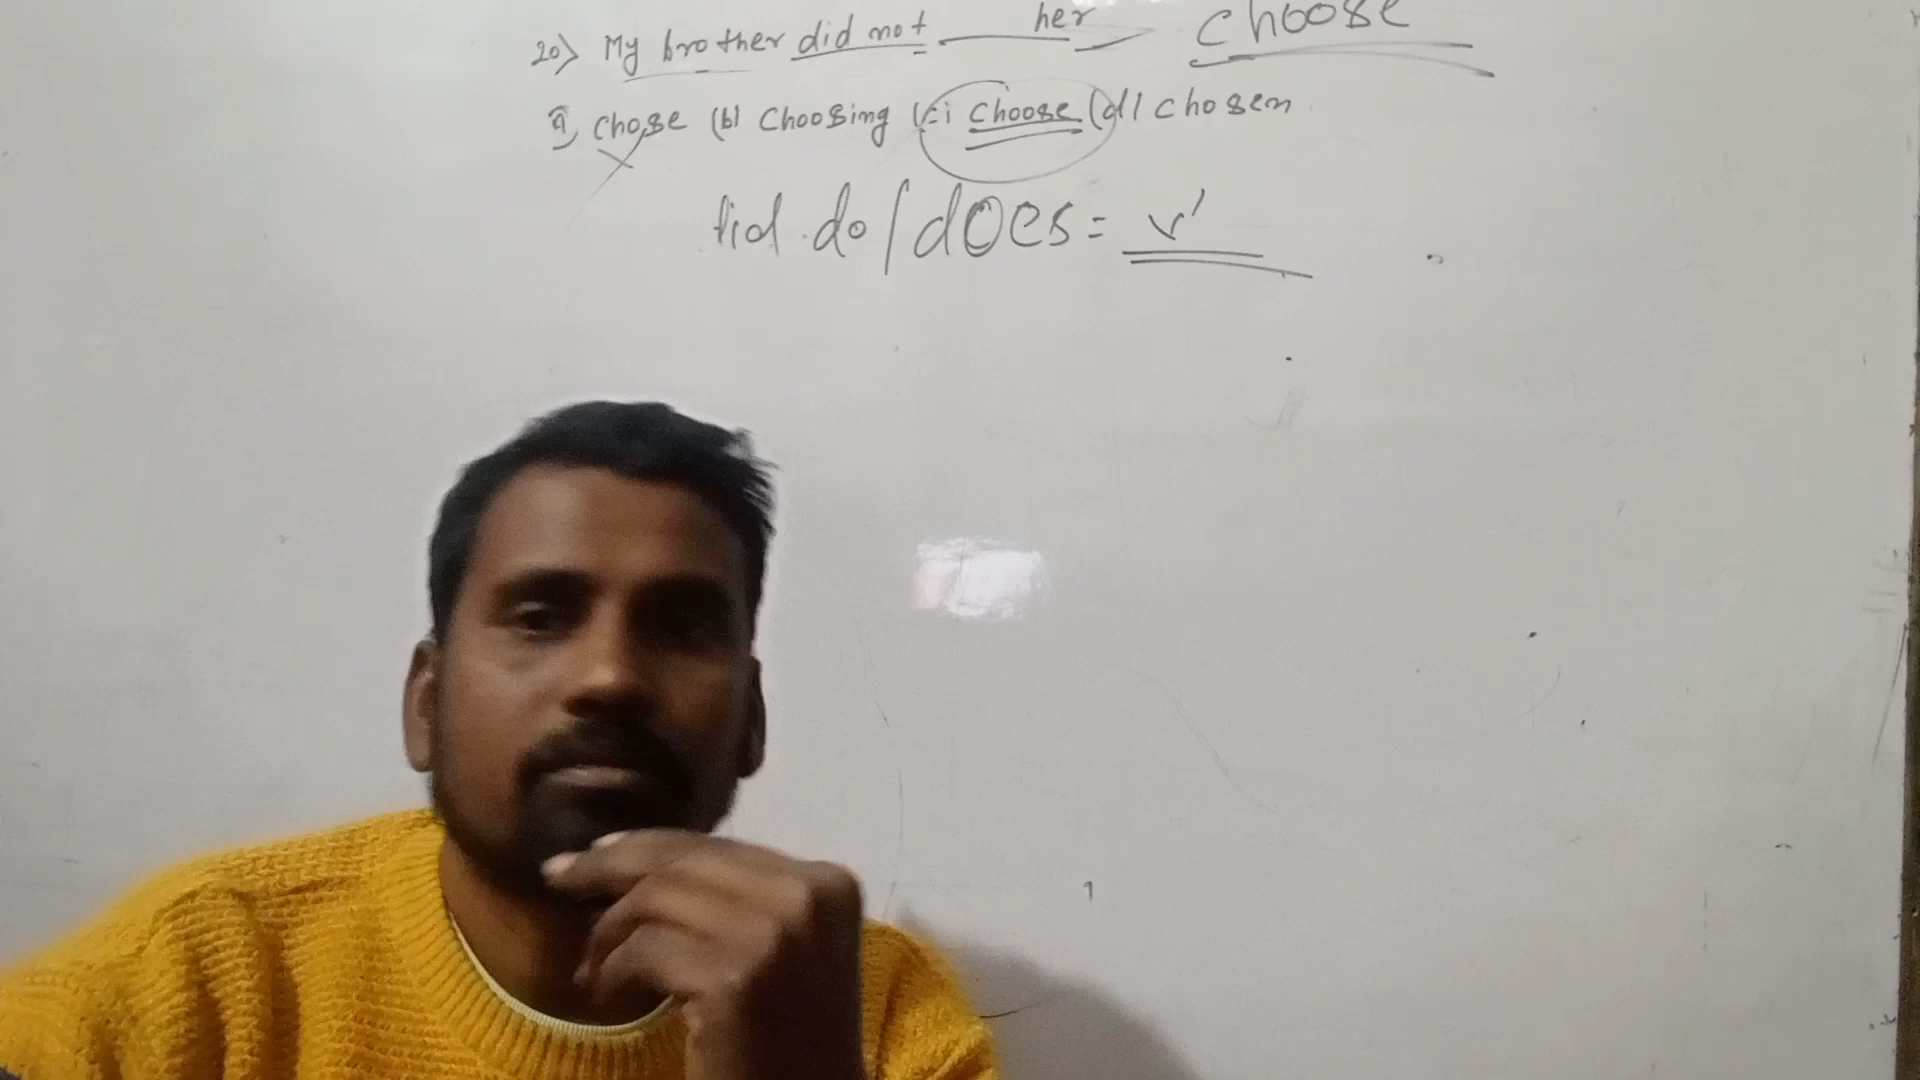 20> My brother did not ____ her choose
a) chose (b) Choosing (c) choose (d) chosen
did do/does = v'